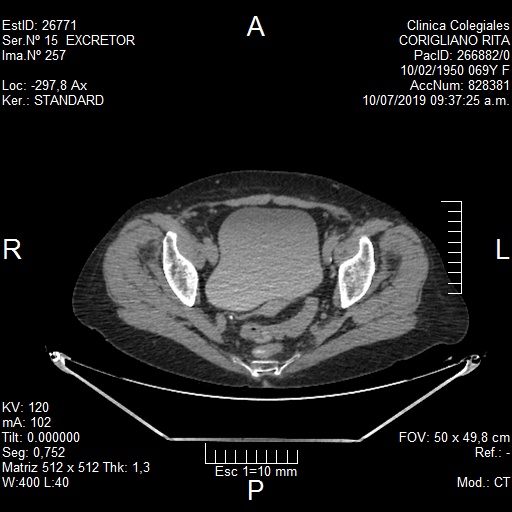 EstID: 26771
Ser.Nº 15 EXCRETOR
Ima.Nº 257
Loc: -297,8 Ax
Ker.: STANDARD
A
Clinica Colegiales
CORIGLIANO RITA
PacID: 266882/0
10/02/1950 069Y F
AccNum: 828381
10/07/2019 09:37:25 a.m.
R
L
KV: 120
mA: 102
Tilt: 0.000000
Seg: 0,752
Matriz 512 x 512 Thk: 1,3
W:400 L:40
Esc 1=10 mm
P
FOV: 50 x 49,8 cm
Ref.: -
Mod.: CT